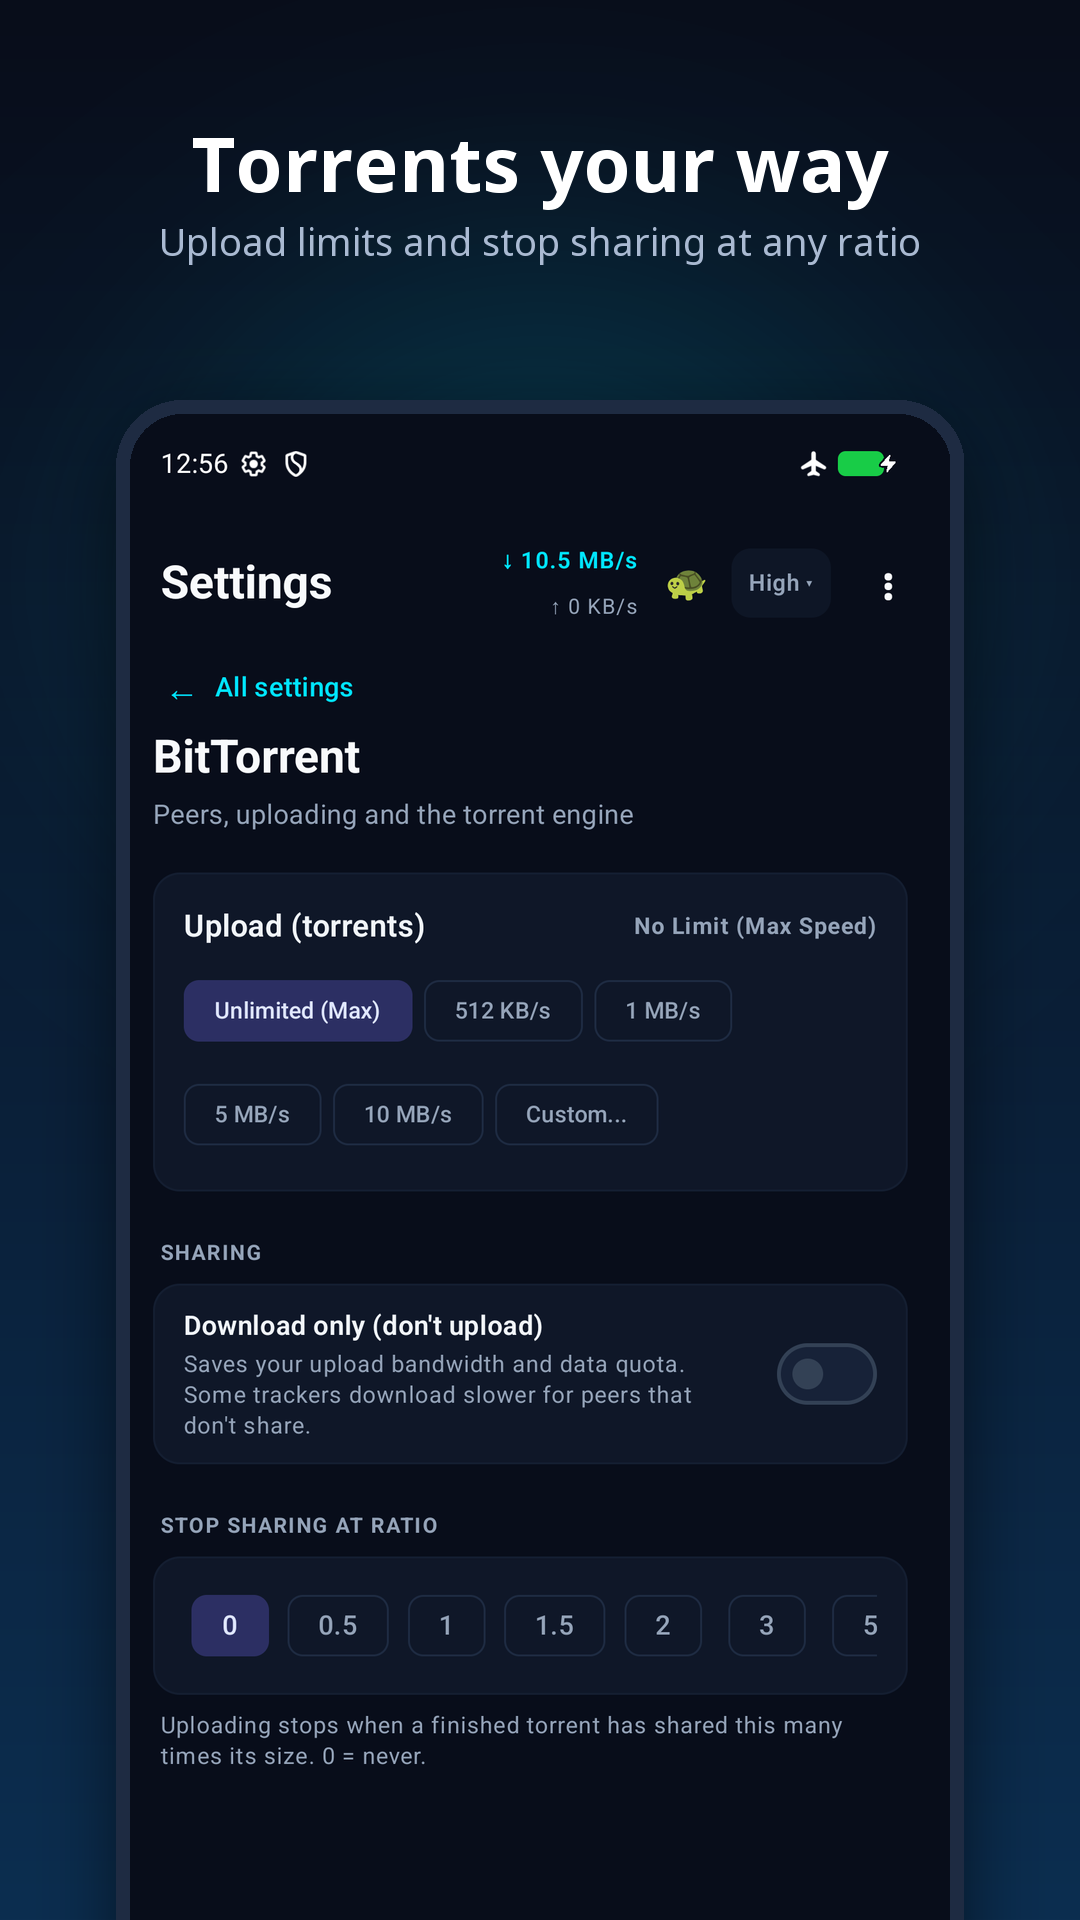 Torrents your way
Upload limits and stop sharing at any ratio
12:56
Settings
↓ 10.5 MB/s
↑ 0 KB/s
High ▾
← All settings
BitTorrent
Peers, uploading and the torrent engine
Upload (torrents)
No Limit (Max Speed)
Unlimited (Max)
512 KB/s
1 MB/s
5 MB/s
10 MB/s
Custom...
SHARING
Download only (don't upload)
Saves your upload bandwidth and data quota.
Some trackers download slower for peers that
don't share.
STOP SHARING AT RATIO
0
0.5
1
1.5
2
3
5
Uploading stops when a finished torrent has shared this many
times its size. 0 = never.